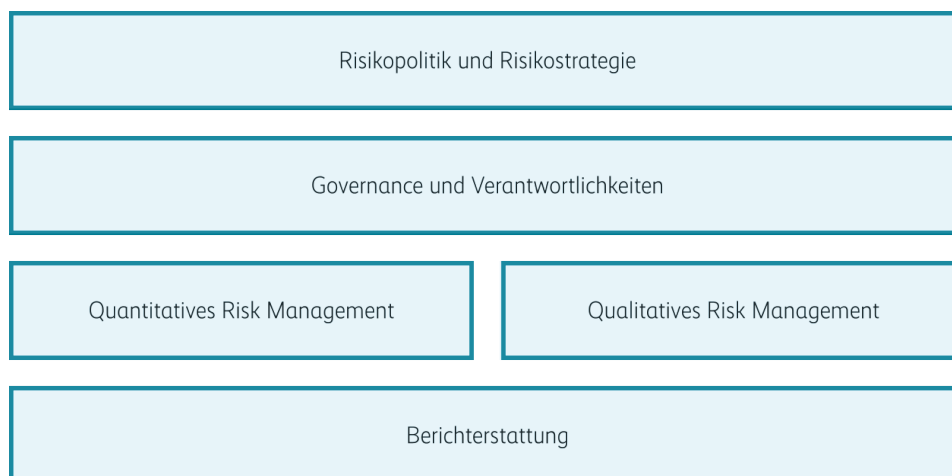 Risikopolitik und Risikostrategie
Governance und Verantwortlichkeiten
Quantitatives Risk Management
Qualitatives Risk Management
Berichterstattung